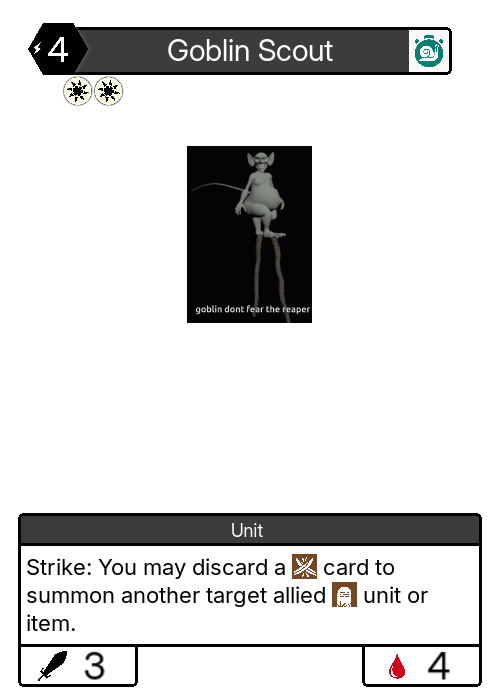 4 Goblin Scout
goblin dont fear the reaper
Unit
Strike: You may discard a card to
summon another target allied unit or
item.
3 4